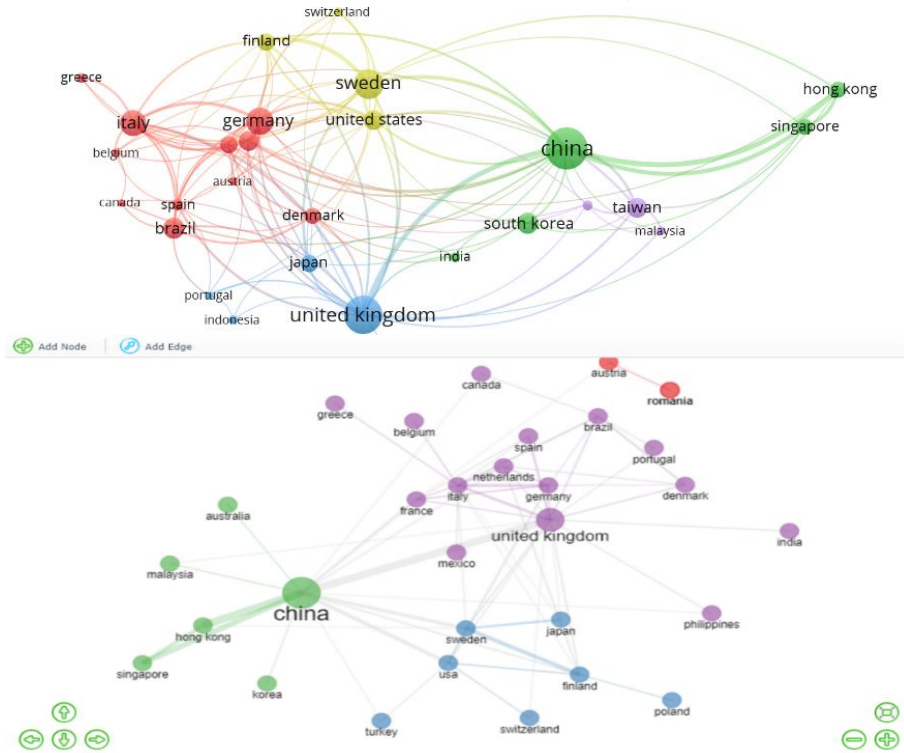 switzerland
finland
sweden
greece
hong kong
italy
germany
united states
singapore
china
belgium
austria
canada
spain
taiwan
denmark
brazil
south korea
malaysia
india
japan
portugal
united kingdom
indonesia
Add Node
Add Edge
austria
canada
romania
greece
brazil
belgium
spain
portugal
netherlands
italy
germany
denmark
france
australia
united kingdom
india
mexico
malaysia
china
philippines
japan
hong kong
sweden
singapore
usa
finland
korea
poland
turkey
switzerland